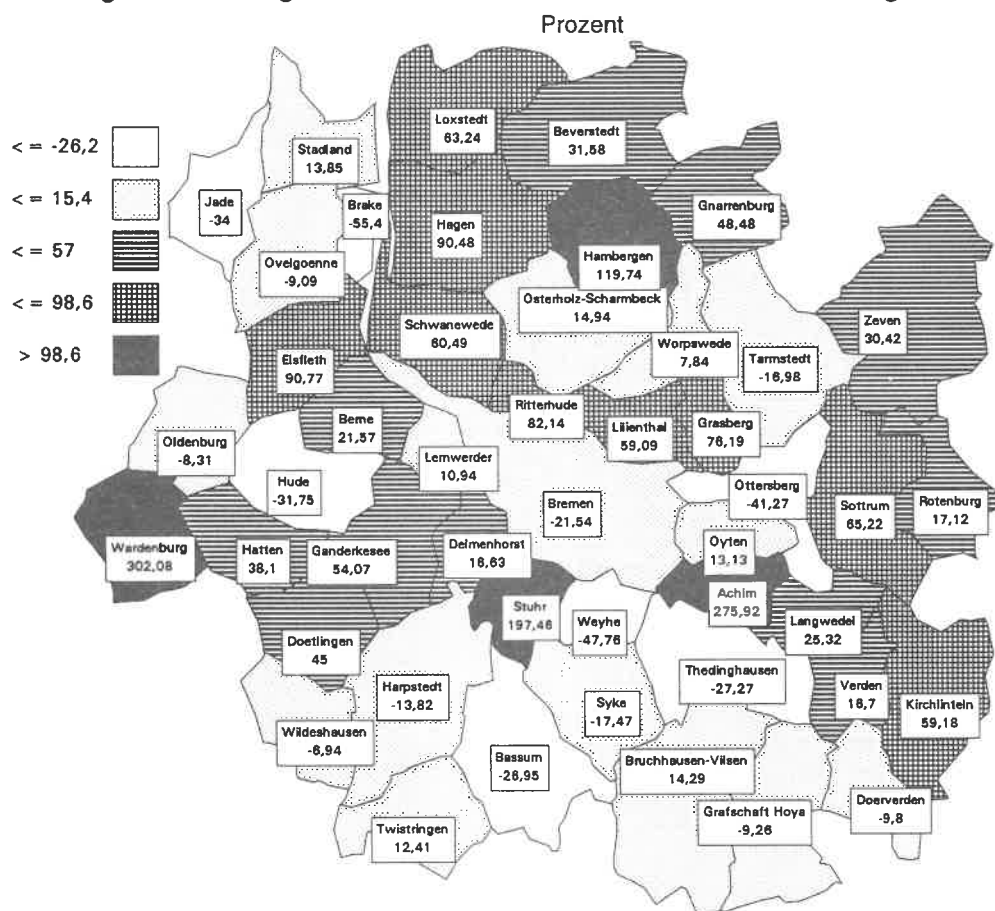 Prozent
< = -26,2
< = 15,4
< = 57
< = 98,6
> 98,6
Loxstedt
63,24
Beverstedt
31,58
Stadland
13,85
Jade
-34
Brake
-55,4
Hagen
90,48
Gnarrenburg
48,48
Hambergen
119,74
Ovelgoenne
-9,09
Osterholz-Scharmbeck
14,94
Schwanewede
60,49
Worpswede
7,84
Zeven
30,42
Tarmstedt
-16,98
Elsfleth
90,77
Ritterhude
82,14
Berne
21,57
Lilienthal
59,09
Grasberg
76,19
Oldenburg
-8,31
Lemwerder
10,94
Hude
-31,75
Ottersberg
-41,27
Bremen
-21,54
Sottrum
65,22
Rotenburg
17,12
Wardenburg
302,08
Hatten
38,1
Ganderkesee
54,07
Delmenhorst
16,63
Oyten
13,13
Achim
275,92
Stuhr
197,46
Weyhe
-47,76
Langwedel
25,32
Doetlingen
45
Thedinghausen
-27,27
Harpstedt
-13,82
Syke
-17,47
Verden
16,7
Kirchlinteln
59,18
Wildeshausen
-6,94
Bassum
-26,95
Bruchhausen-Vilsen
14,29
Doerverden
-9,8
Grafschaft Hoya
-9,26
Twistringen
12,41